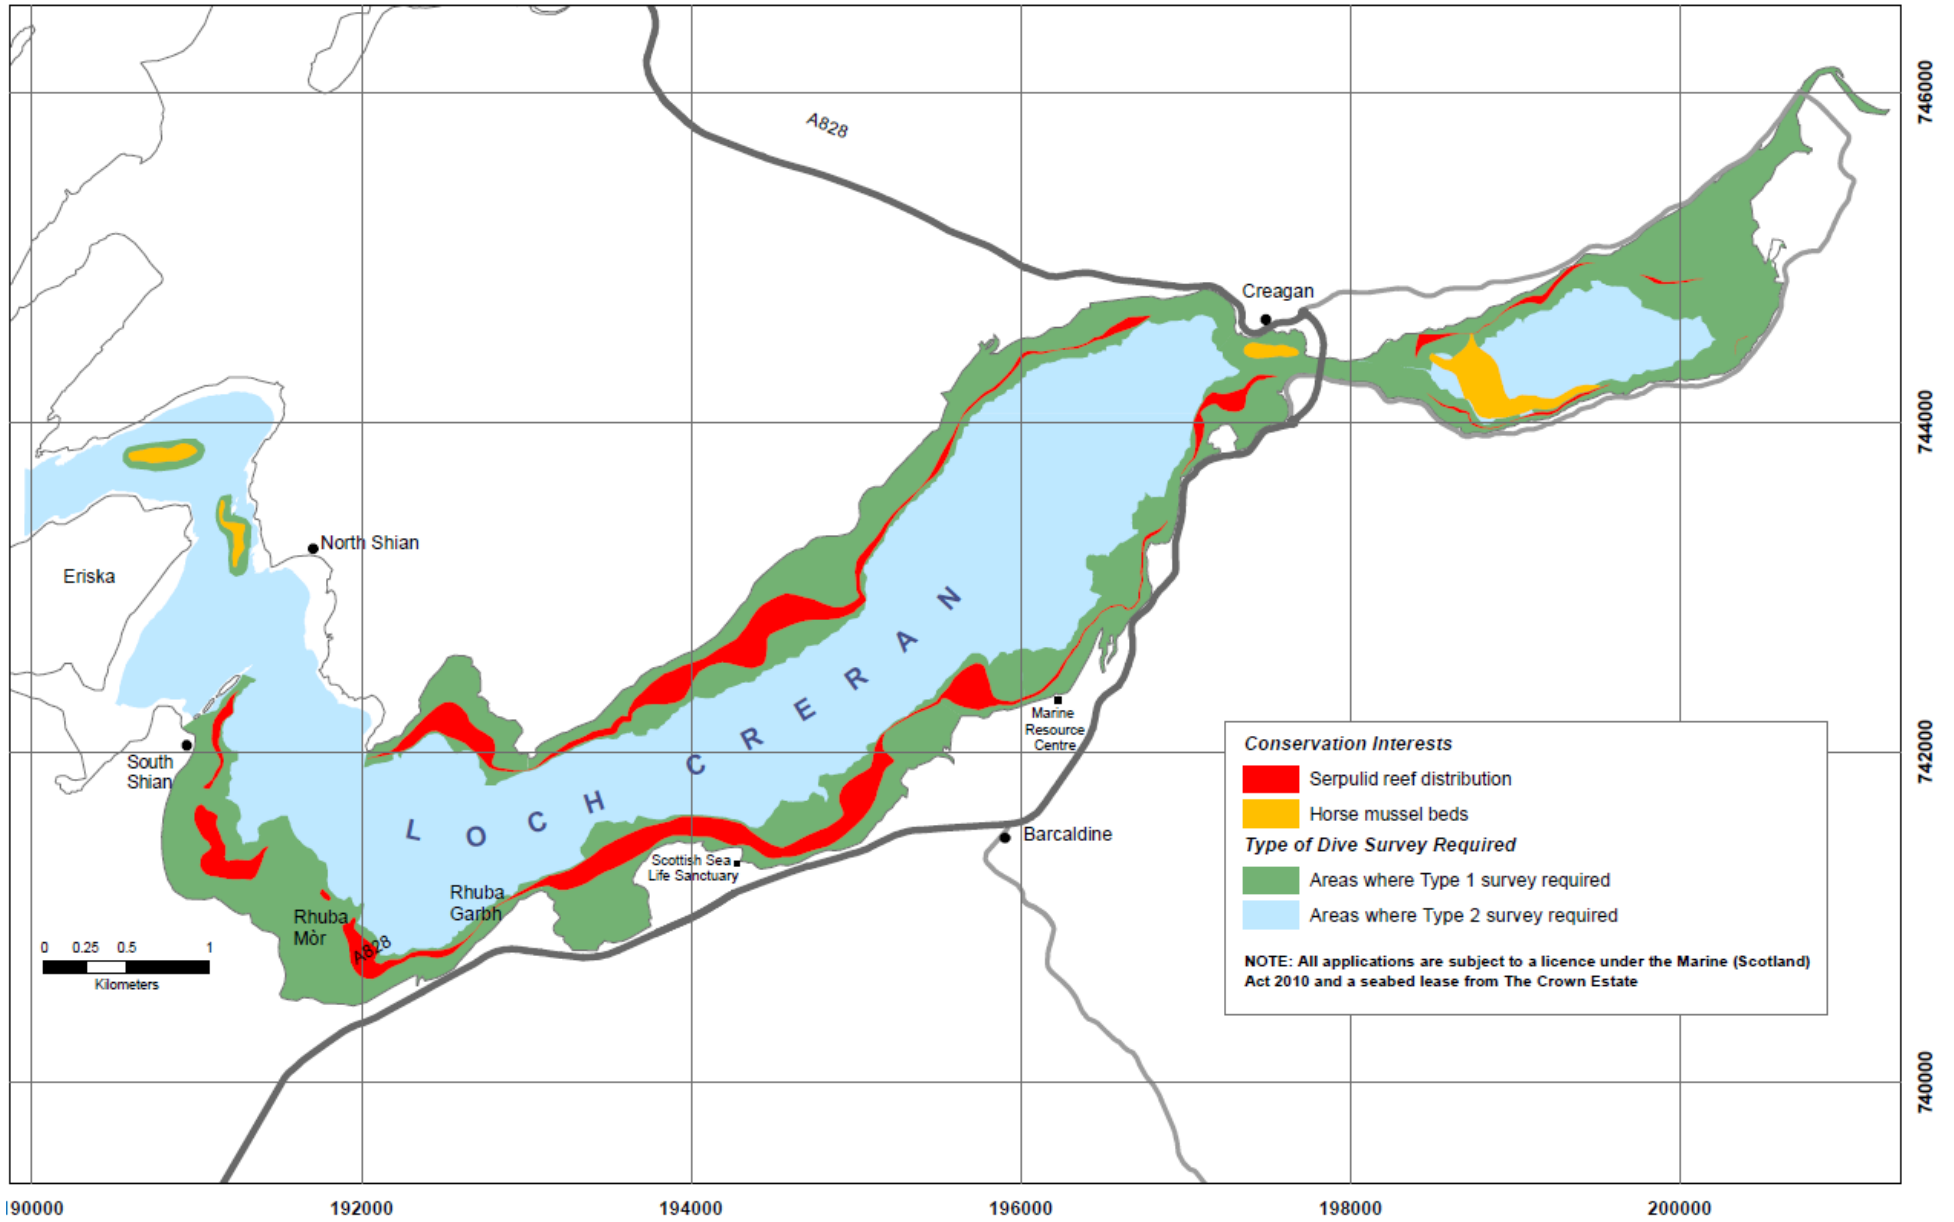 746000
A828
Creagan
744000
North Shian
Eriska
LOCH CRERAN
Marine
Resource
Centre
742000
South
Shian
Barcaldine
Scottish Sea
Life Sanctuary
Rhuba
Garbh
Rhuba
Mòr
A828
0 0.25 0.5 1
Kilometers
Conservation Interests
Serpulid reef distribution
Horse mussel beds
Type of Dive Survey Required
Areas where Type 1 survey required
Areas where Type 2 survey required
NOTE: All applications are subject to a licence under the Marine (Scotland)
Act 2010 and a seabed lease from The Crown Estate
740000
190000 192000 194000 196000 198000 200000